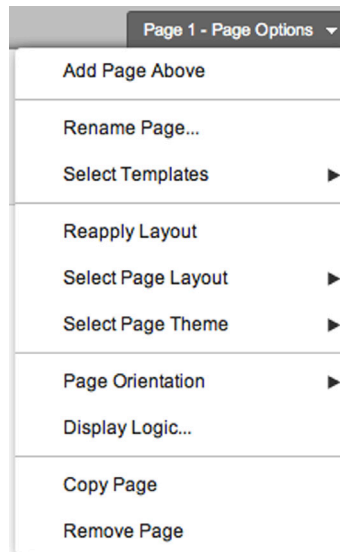 Page 1 - Page Options
Add Page Above
Rename Page...
Select Templates
Reapply Layout
Select Page Layout
Select Page Theme
Page Orientation
Display Logic...
Copy Page
Remove Page